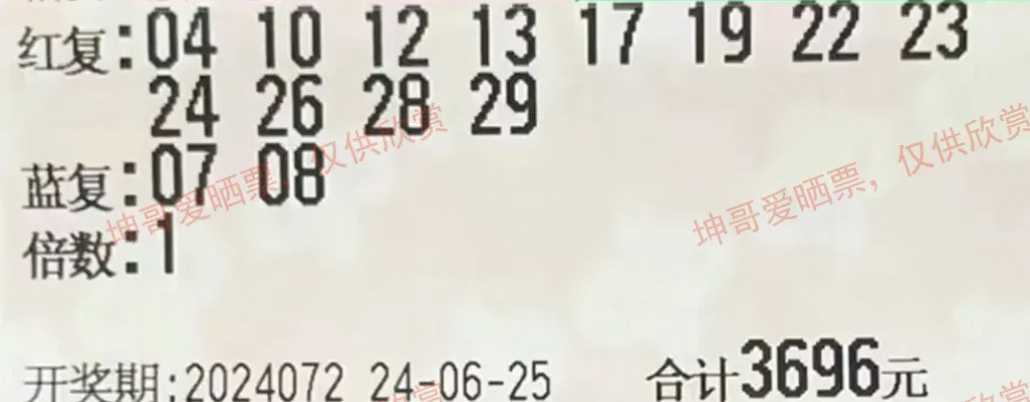 红复:04 10 12 13 17 19 22 23
24 26 28 29
蓝复:07 08
倍数:1
开奖期:2024072 24-06-25 合计3696元
坤哥爱晒票，仅供欣赏
坤哥爱晒票，仅供欣赏